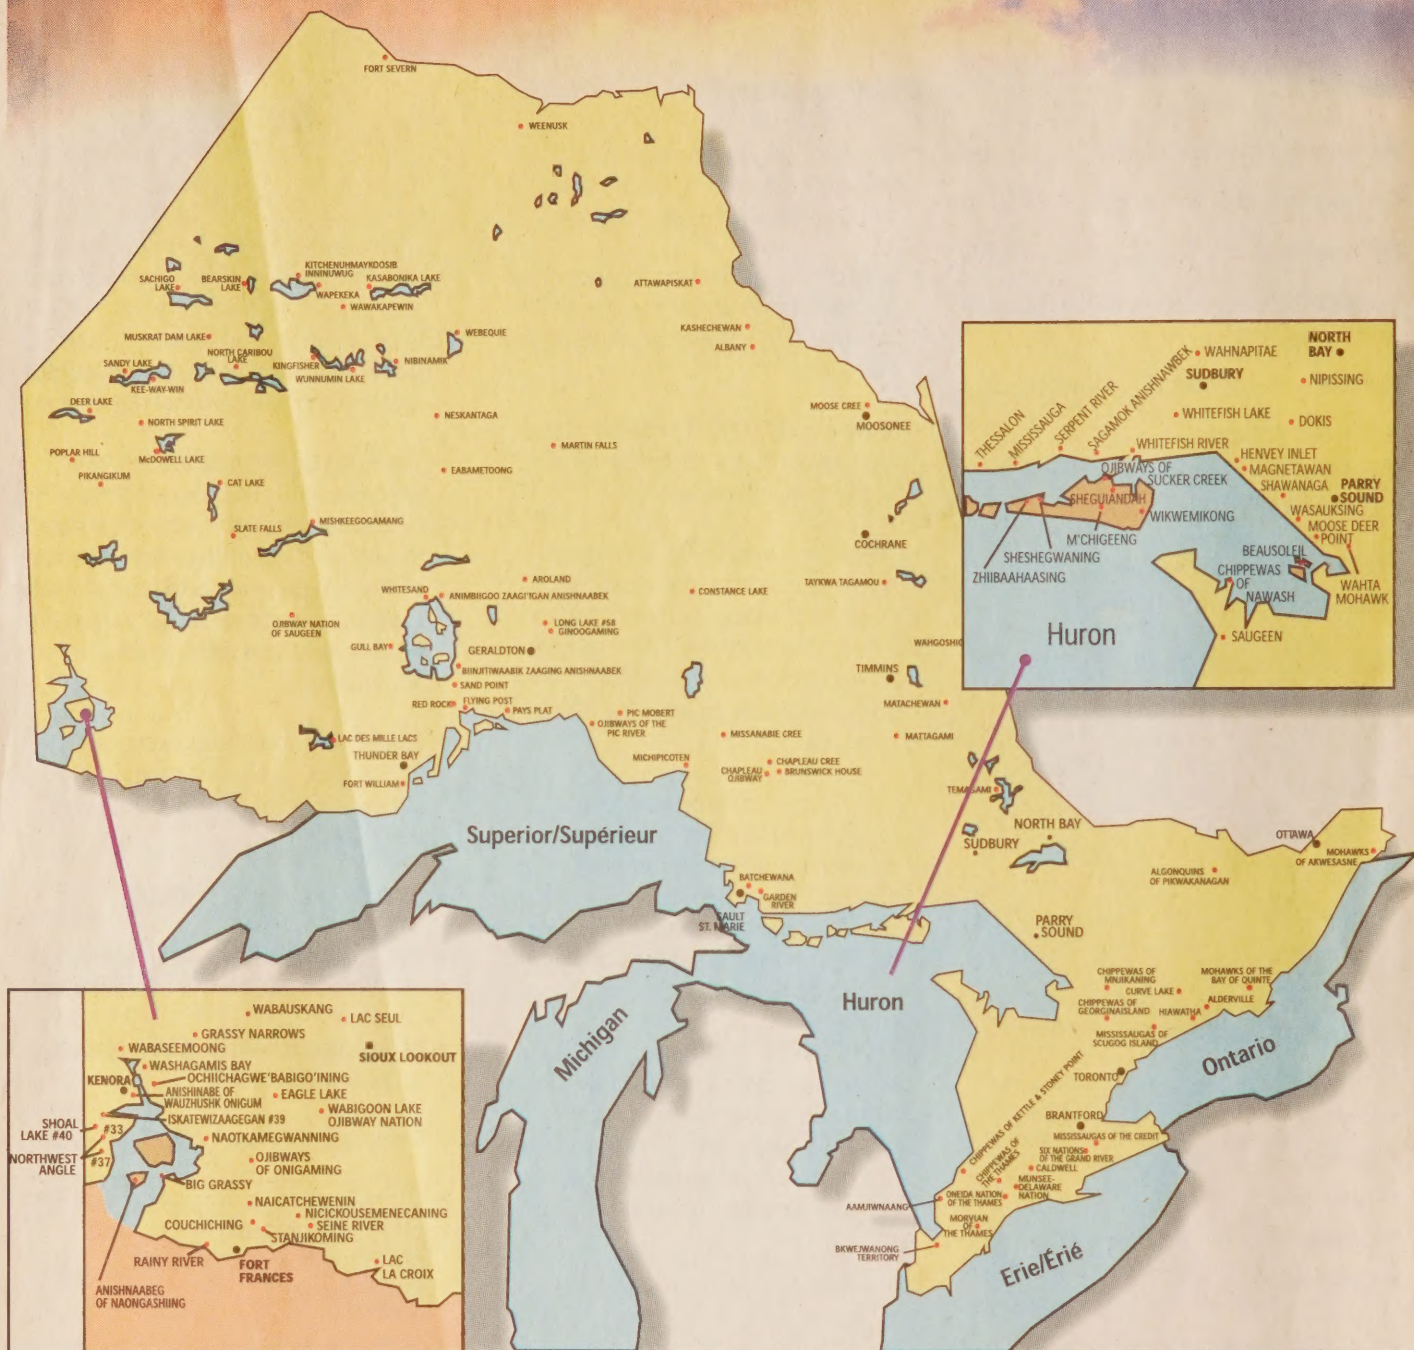 FORT SEVERN
WEENUSK
KITCHENUHMAYKOOSIB
INNINUWUG
SACHIGO
LAKE
BEARSKIN
LAKE
KASABONIKA LAKE
WAPEKEKA
WAWAKAPEWIN
ATTAWAPISKAT
MUSKRAT DAM LAKE
WEBEQUIE
KASHECHEWAN
ALBANY
NORTH CARIBOU
LAKE
SANDY LAKE
KINGFISHER
NIBINAMIK
WUNNUMIN LAKE
KEE-WAY-WIN
DEER LAKE
NORTH SPIRIT LAKE
NESKANTAGA
MOOSE CREE
MOOSONEE
MARTIN FALLS
POPLAR HILL
McDOWELL LAKE
PIKANGIKUM
EABAMETOONG
CAT LAKE
MISHKEEGOGAMANG
SLATE FALLS
COCHRANE
AROLAND
TAYKWA TAGAMOU
WHITESAND
ANIMBIIGOO ZAAGI'IGAN ANISHNAABEK
CONSTANCE LAKE
OJIBWAY NATION
OF SAUGEEN
LONG LAKE #58
GINOOGAMING
GULL BAY
GERALDTON
WAHGOSHIG
BIINJITIWAABIK ZAAGING ANISHNAABEK
TIMMINS
SAND POINT
RED ROCK
FLYING POST
PAYS PLAT
MATACHEWAN
PIC MOBERT
OJIBWAYS OF THE
PIC RIVER
LAC DES MILLE LACS
MISSANABIE CREE
MATTAGAMI
THUNDER BAY
MICHIPICOTEN
CHAPLEAU CREE
CHAPLEAU
OJIBWAY
BRUNSWICK HOUSE
FORT WILLIAM
TEMAGAMI
Superior/Supérieur
NORTH BAY
SUDBURY
OTTAWA
MOHAWKS
OF AKWESASNE
ALGONQUINS
OF PIKWAKANAGAN
BATCHEWANA
GARDEN
RIVER
SAULT
ST. MARIE
PARRY
SOUND
CHIPPEWAS OF
MNJIKANING
MOHAWKS OF THE
BAY OF QUINTE
CURVE LAKE
Huron
CHIPPEWAS OF
GEORGINA ISLAND
HIAWATHA
ALDERVILLE
MISSISSAUGAS OF
SCUGOG ISLAND
Michigan
Ontario
TORONTO
CHIPPEWAS OF KETTLE & STONEY POINT
BRANTFORD
MISSISSAUGAS OF THE CREDIT
CHIPPEWAS OF
THE THAMES
SIX NATIONS
OF THE GRAND RIVER
CALDWELL
MUNSEE-
DELAWARE
NATION
ONEIDA NATION
OF THE THAMES
AAMJIWNAANG
MORVIAN
OF
THE THAMES
BKWEJWANONG
TERRITORY
Erie/Érié
WAHNAPITAE
NORTH
BAY
SUDBURY
NIPISSING
SAGAMOK ANISHNAWBEK
SERPENT RIVER
MISSISSAUGA
THESSALON
WHITEFISH LAKE
DOKIS
WHITEFISH RIVER
HENVEY INLET
MAGNETAWAN
OJIBWAYS OF
SUCKER CREEK
SHAWANAGA
PARRY
SOUND
SHEGUIANDAH
WIKWEMIKONG
WASAUKSING
MOOSE DEER
POINT
M'CHIGEENG
SHESHEGWANING
ZHIIBAAHAASING
BEAUSOLEIL
CHIPPEWAS
OF
NAWASH
WAHTA
MOHAWK
Huron
SAUGEEN
WABAUSKANG
LAC SEUL
GRASSY NARROWS
WABASEEMOONG
SIOUX LOOKOUT
WASHAGAMIS BAY
KENORA
OCHIICHAGWE'BABIGO'INING
ANISHINABE OF
WAUZHUSHK ONIGUM
EAGLE LAKE
ISKATEWIZAAGEGAN #39
WABIGOON LAKE
OJIBWAY NATION
SHOAL
LAKE #40
#33
NAOTKAMEGWANNING
NORTHWEST
ANGLE
#37
OJIBWAYS
OF ONIGAMING
BIG GRASSY
NAICATCHEWENIN
NICICKOUSEMENECANING
COUCHICHING
SEINE RIVER
STANJIKOMING
RAINY RIVER
FORT
FRANCES
LAC
LA CROIX
ANISHNAABEG
OF NAONGASHIING